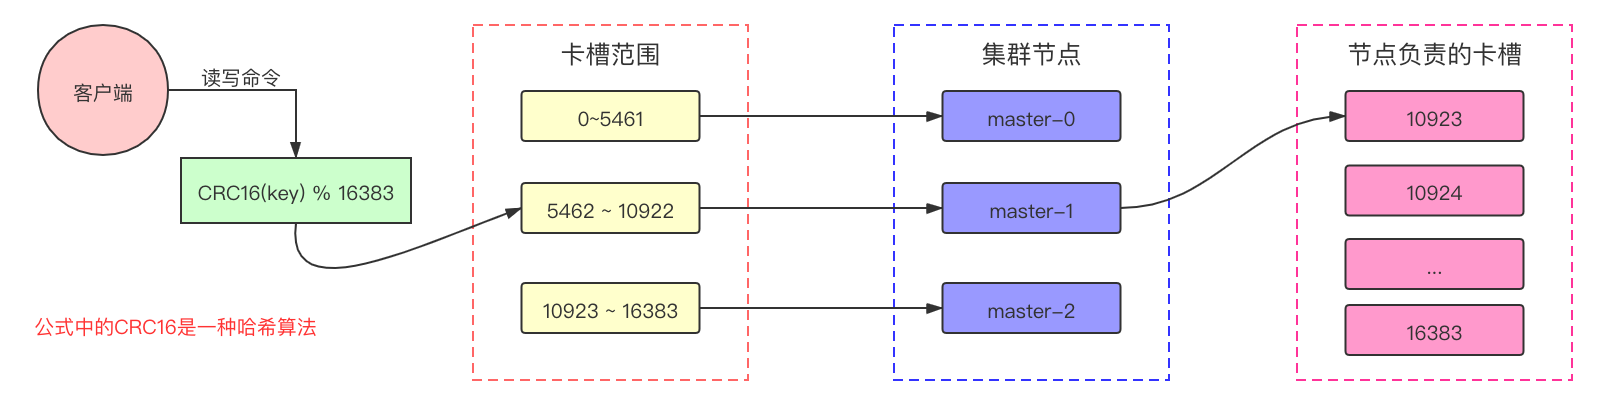 客户端
读写命令
CRC16(key) % 16383
公式中的CRC16是一种哈希算法
卡槽范围
0~5461
5462 ~ 10922
10923 ~ 16383
集群节点
master-0
master-1
master-2
节点负责的卡槽
10923
10924
...
16383